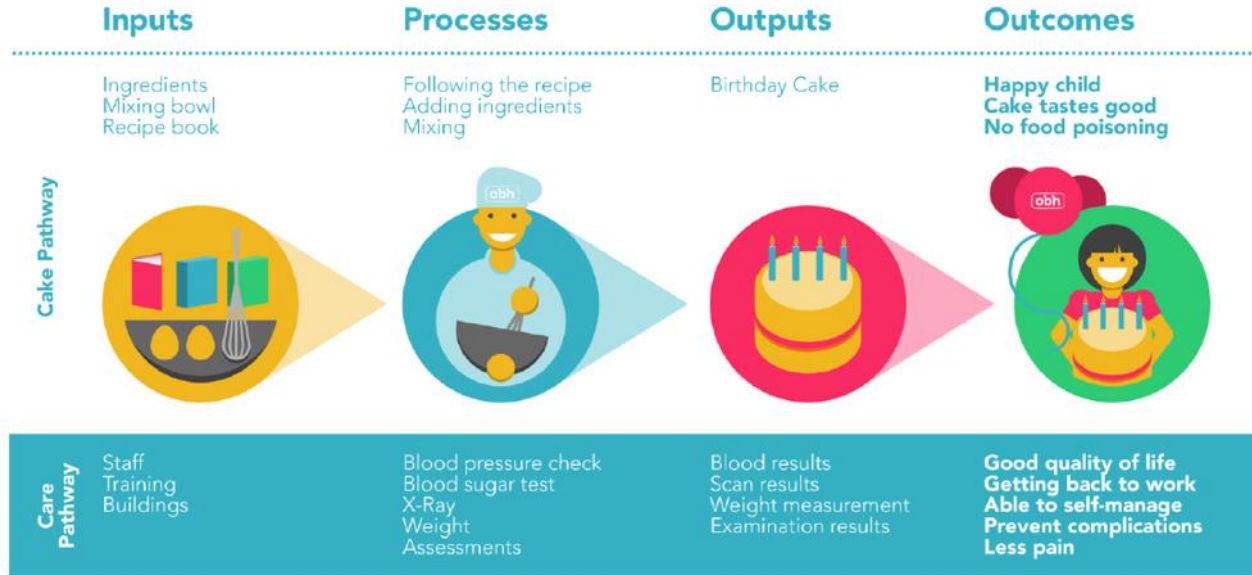 Inputs
Processes
Outputs
Outcomes
Cake Pathway
Ingredients
Mixing bowl
Recipe book
Following the recipe
Adding ingredients
Mixing
Birthday Cake
Happy child
Cake tastes good
No food poisoning
obh
obh
Care
Pathway
Staff
Training
Buildings
Blood pressure check
Blood sugar test
X-Ray
Weight
Assessments
Blood results
Scan results
Weight measurement
Examination results
Good quality of life
Getting back to work
Able to self-manage
Prevent complications
Less pain